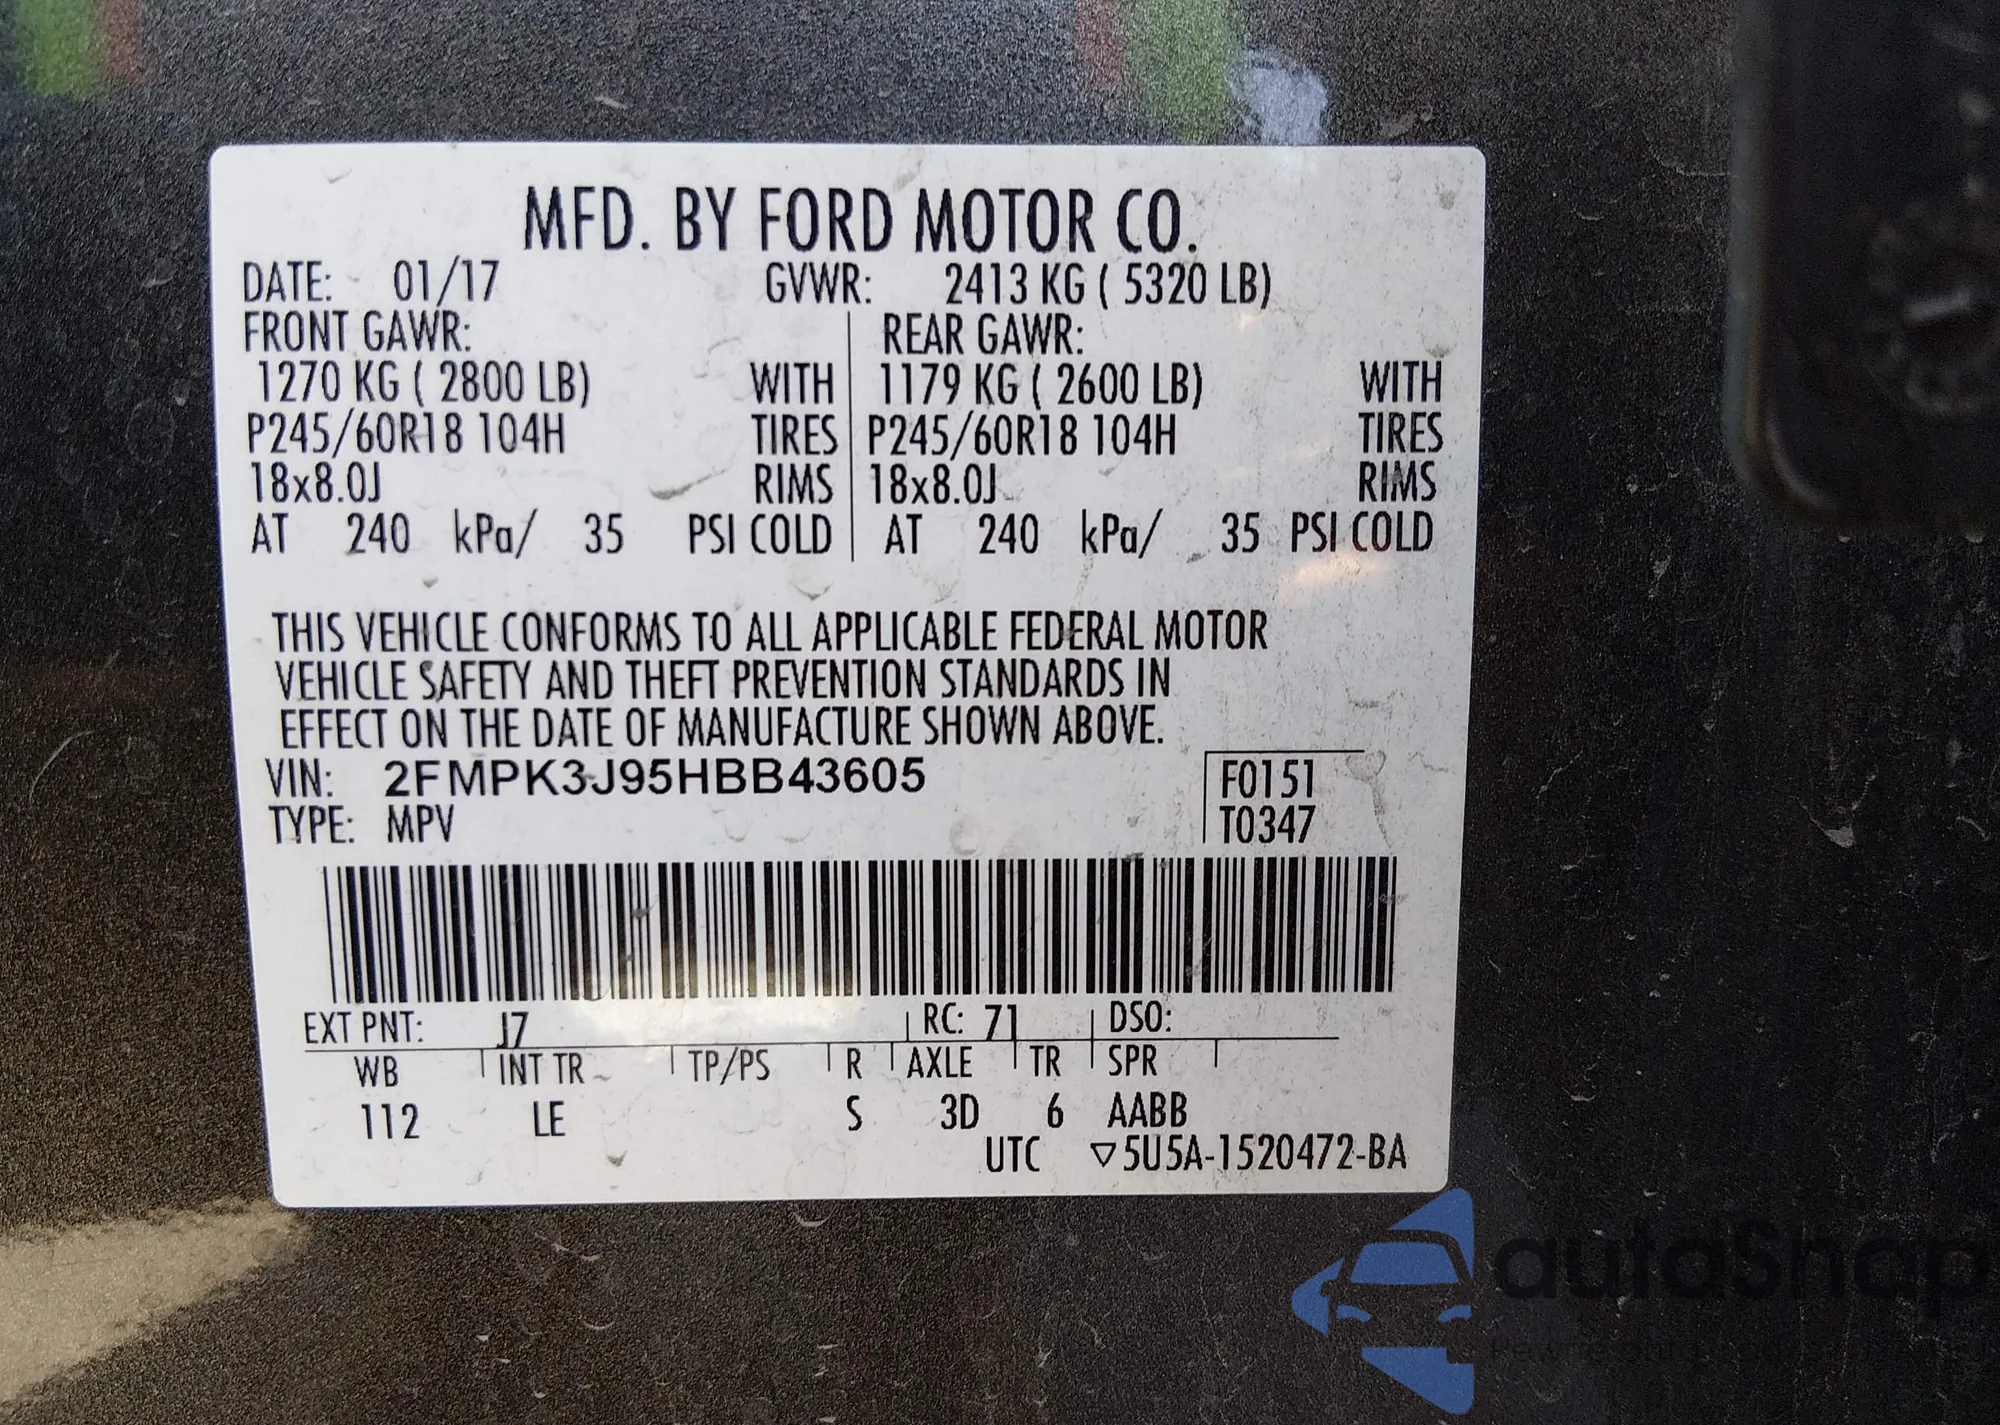 MFD. BY FORD MOTOR CO.
DATE: 01/17 GVWR: 2413 KG ( 5320 LB)
FRONT GAWR: REAR GAWR:
1270 KG ( 2800 LB) WITH 1179 KG ( 2600 LB) WITH
P245/60R18 104H TIRES P245/60R18 104H TIRES
18x8.0J RIMS 18x8.0J RIMS
AT 240 kPa/ 35 PSI COLD AT 240 kPa/ 35 PSI COLD
THIS VEHICLE CONFORMS TO ALL APPLICABLE FEDERAL MOTOR
VEHICLE SAFETY AND THEFT PREVENTION STANDARDS IN
EFFECT ON THE DATE OF MANUFACTURE SHOWN ABOVE.
VIN: 2FMPK3J95HBB43605 F0151
TYPE: MPV T0347
EXT PNT: J7 RC: 71 DSO:
WB INT TR TP/PS R AXLE TR SPR
112 LE S 3D 6 AABB
UTC ▽5U5A-1520472-BA
autoShop